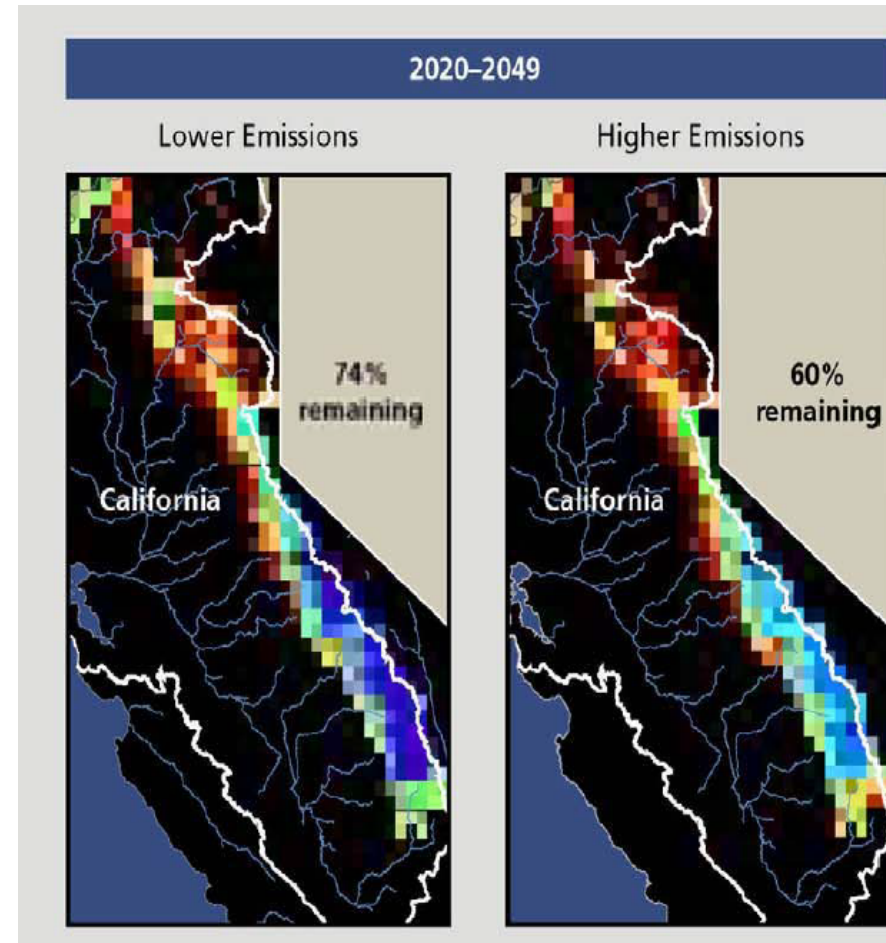 2020–2049
Lower Emissions
Higher Emissions
74%
remaining
California
60%
remaining
California